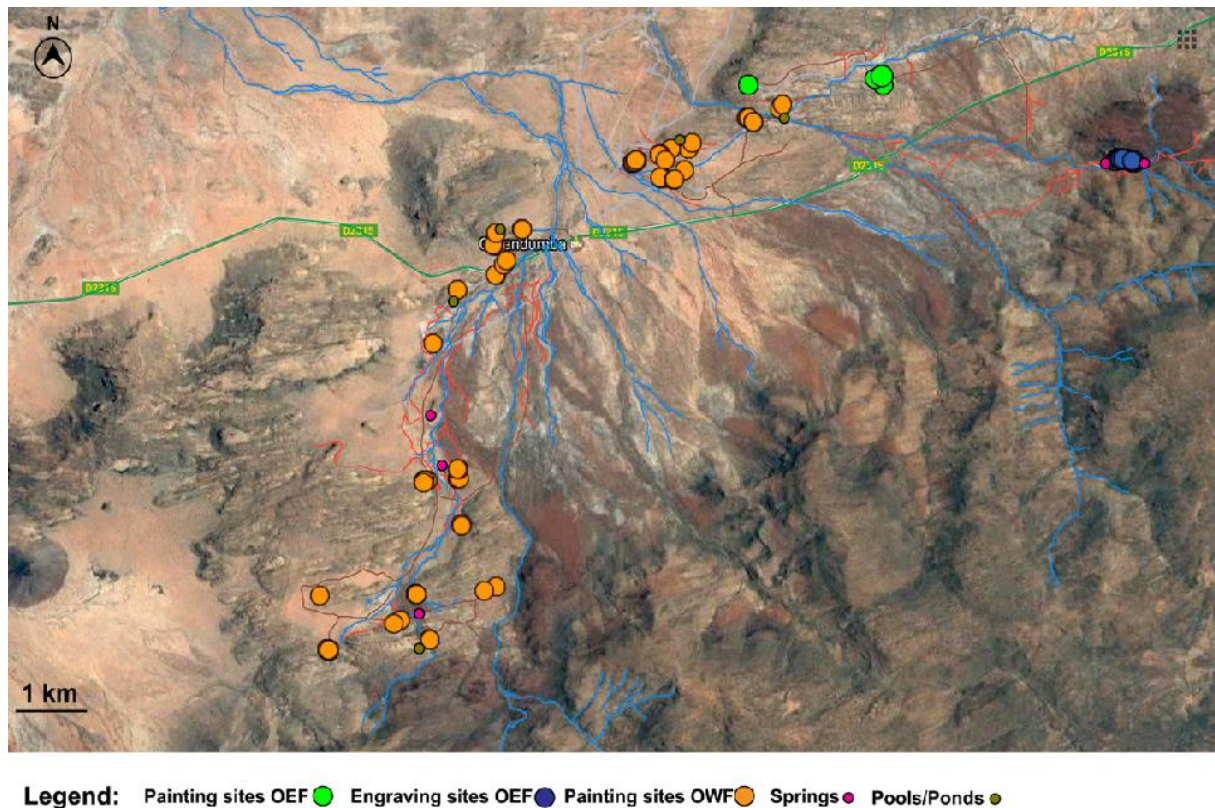 N
D2315
D2315
D2315
D2315
D2315
1 km
Legend: Painting sites OEF Engraving sites OEF Painting sites OWF Springs Pools/Ponds